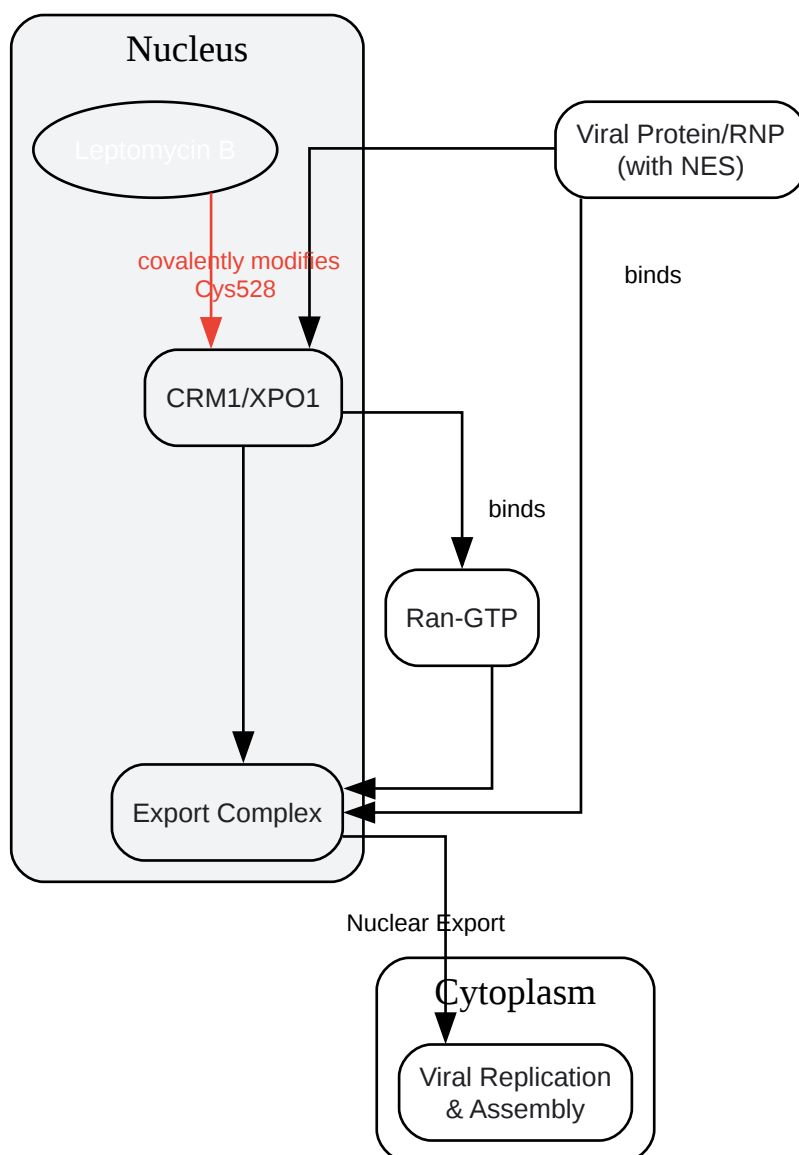 Nucleus
Leptomycin B
Viral Protein/RNP
(with NES)
covalently modifies
Cys528
binds
CRM1/XPO1
binds
Ran-GTP
Export Complex
Nuclear Export
Cytoplasm
Viral Replication
& Assembly